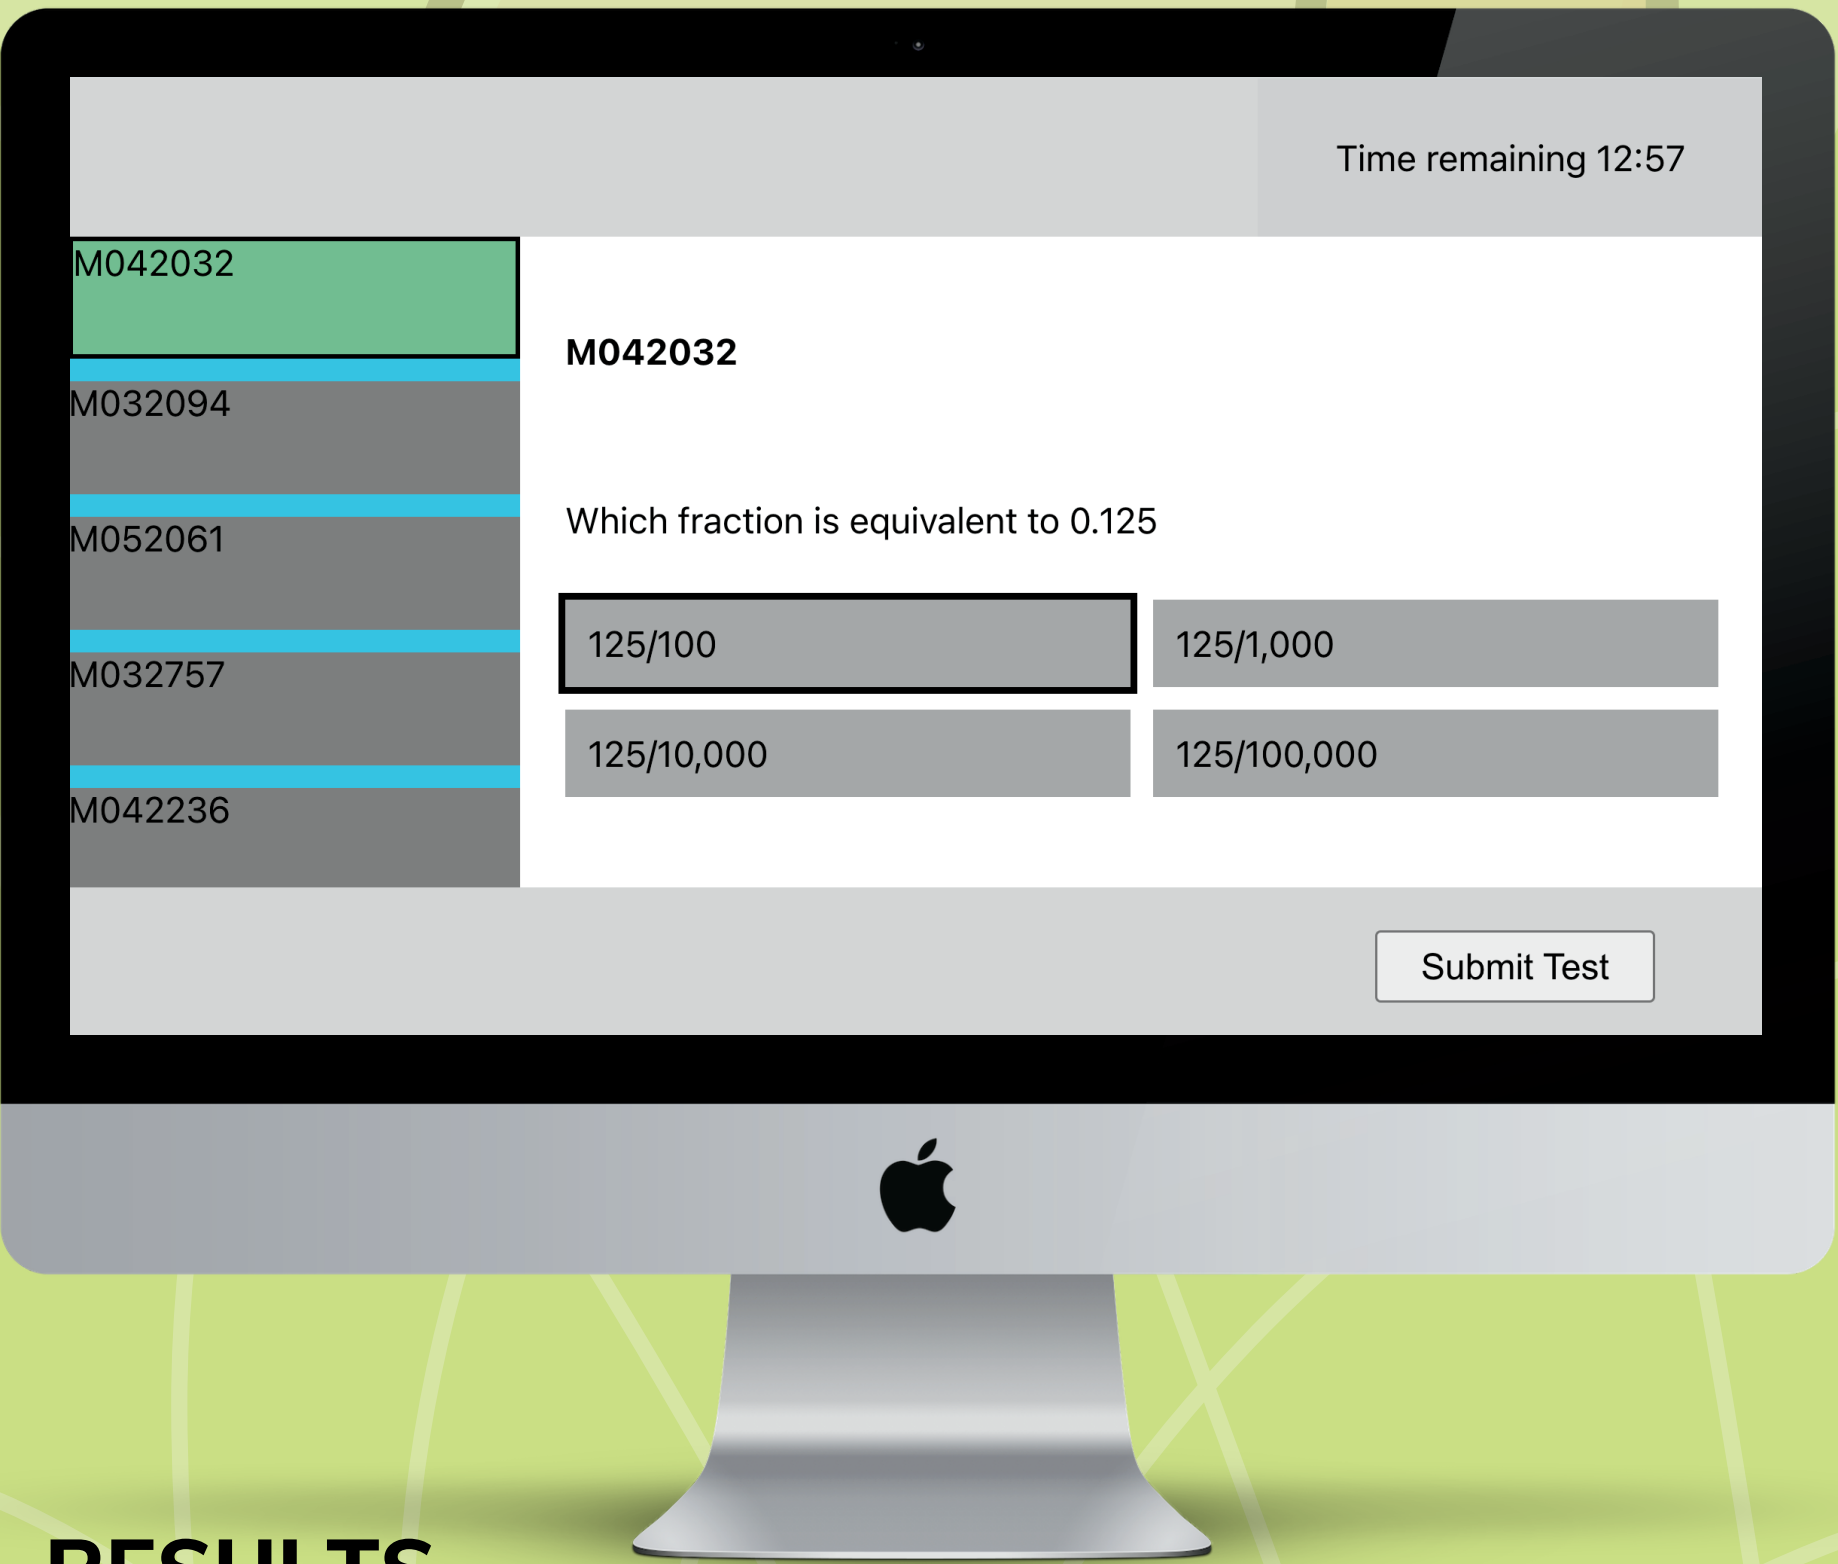 Time remaining 12:57
M042032
M032094
M052061
M032757
M042236
M042032
Which fraction is equivalent to 0.125
125/100
125/1,000
125/10,000
125/100,000
Submit Test
RESULTS